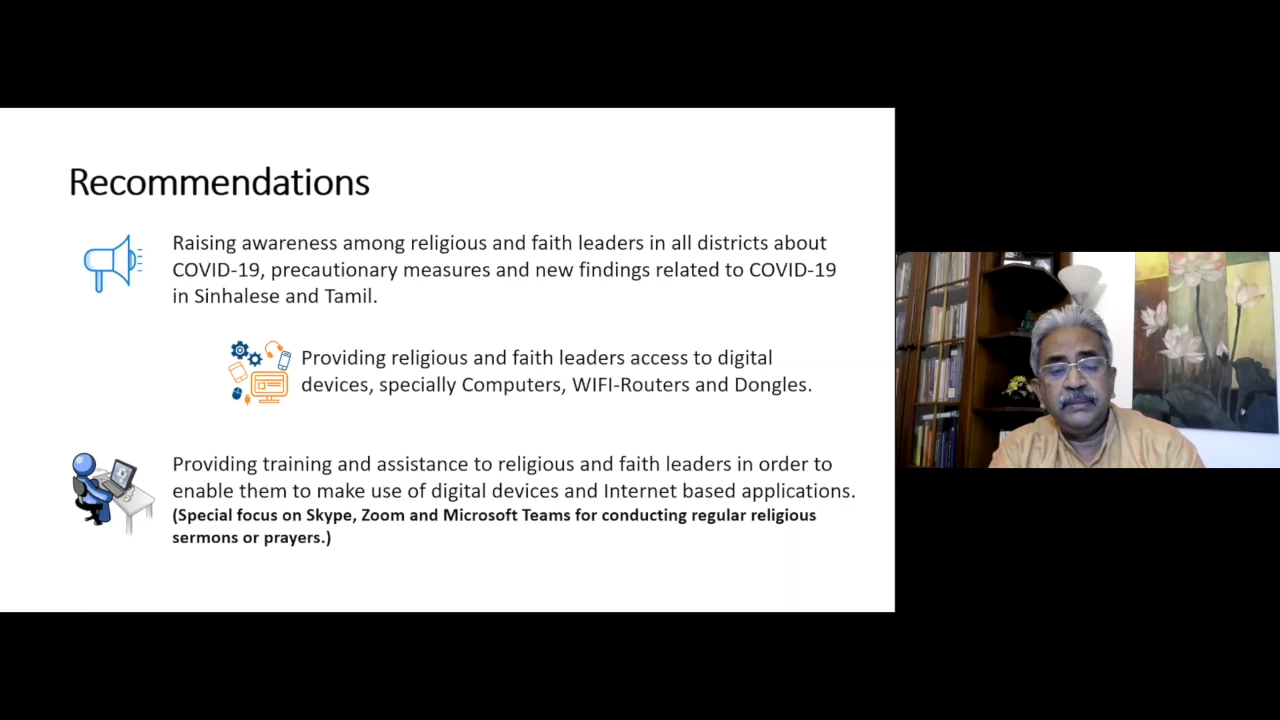 Recommendations
Raising awareness among religious and faith leaders in all districts about
COVID-19, precautionary measures and new findings related to COVID-19
in Sinhalese and Tamil.
Providing religious and faith leaders access to digital
devices, specially Computers, WIFI-Routers and Dongles.
Providing training and assistance to religious and faith leaders in order to
enable them to make use of digital devices and Internet based applications.
(Special focus on Skype, Zoom and Microsoft Teams for conducting regular religious
sermons or prayers.)